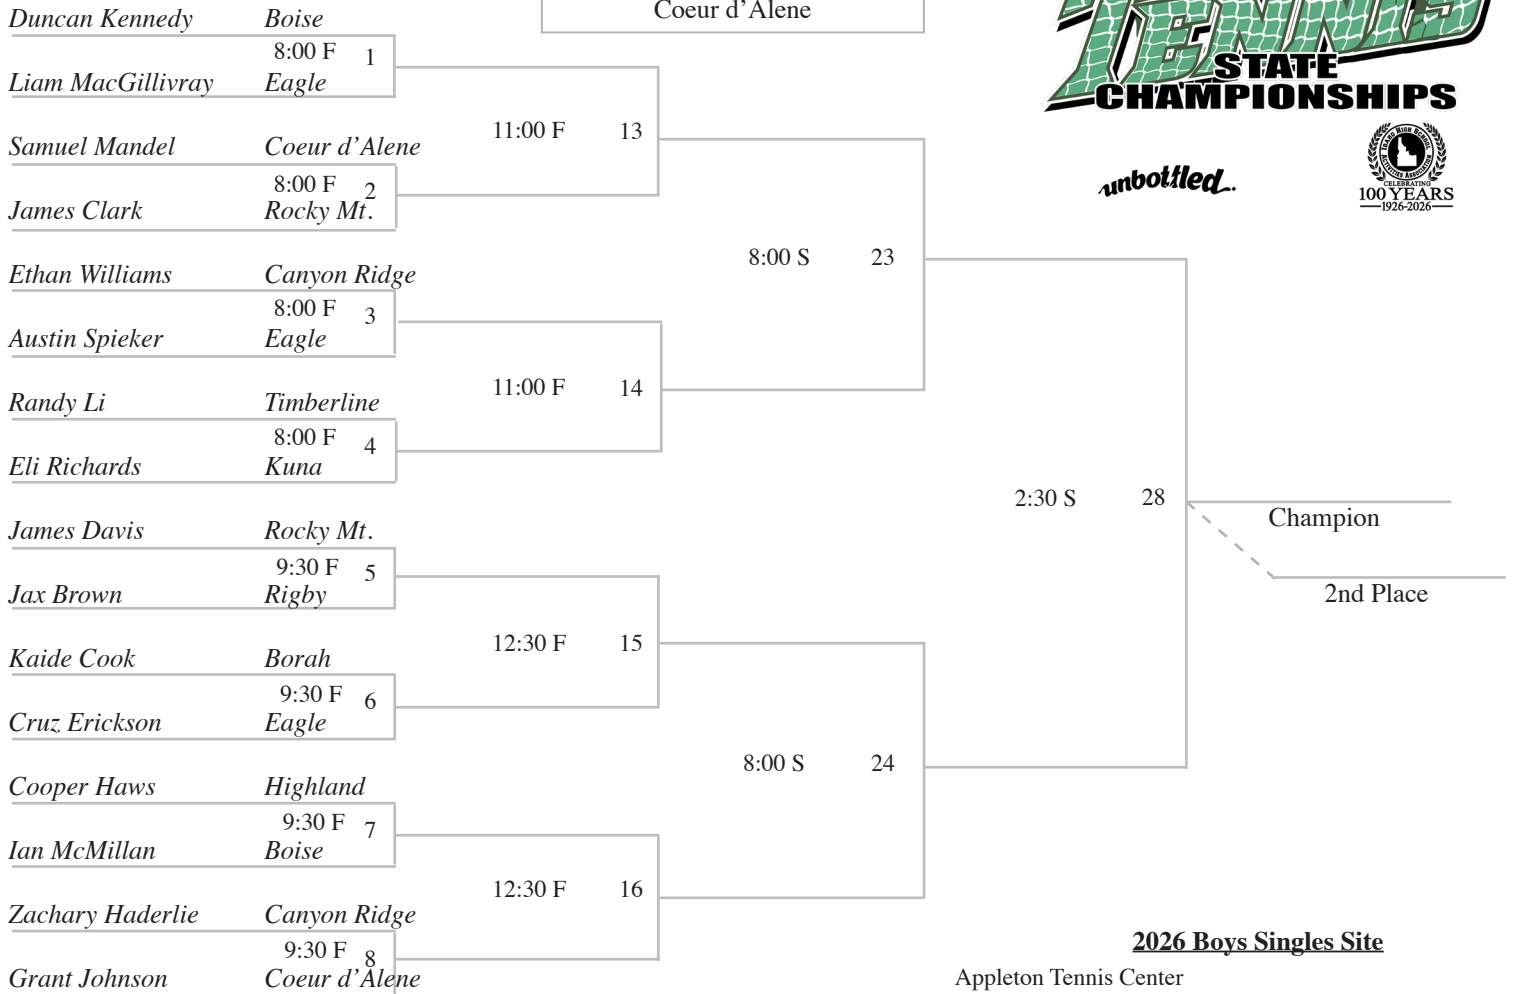 Duncan Kennedy Boise
Coeur d’Alene
8:00 F 1
Liam MacGillivray Eagle
TENNIS
STATE
CHAMPIONSHIPS
11:00 F 13
Samuel Mandel Coeur d’Alene
8:00 F 2
James Clark Rocky Mt.
unbottled.
IDAHO HIGH SCHOOL
ACTIVITIES ASSOCIATION
CELEBRATING
100 YEARS
1926-2026
8:00 S 23
Ethan Williams Canyon Ridge
8:00 F 3
Austin Spieker Eagle
11:00 F 14
Randy Li Timberline
8:00 F 4
Eli Richards Kuna
2:30 S 28
Champion
James Davis Rocky Mt.
9:30 F 5
Jax Brown Rigby
2nd Place
12:30 F 15
Kaide Cook Borah
9:30 F 6
Cruz Erickson Eagle
8:00 S 24
Cooper Haws Highland
9:30 F 7
Ian McMillan Boise
12:30 F 16
Zachary Haderlie Canyon Ridge
9:30 F 8
Grant Johnson Coeur d’Alene
2026 Boys Singles Site
Appleton Tennis Center